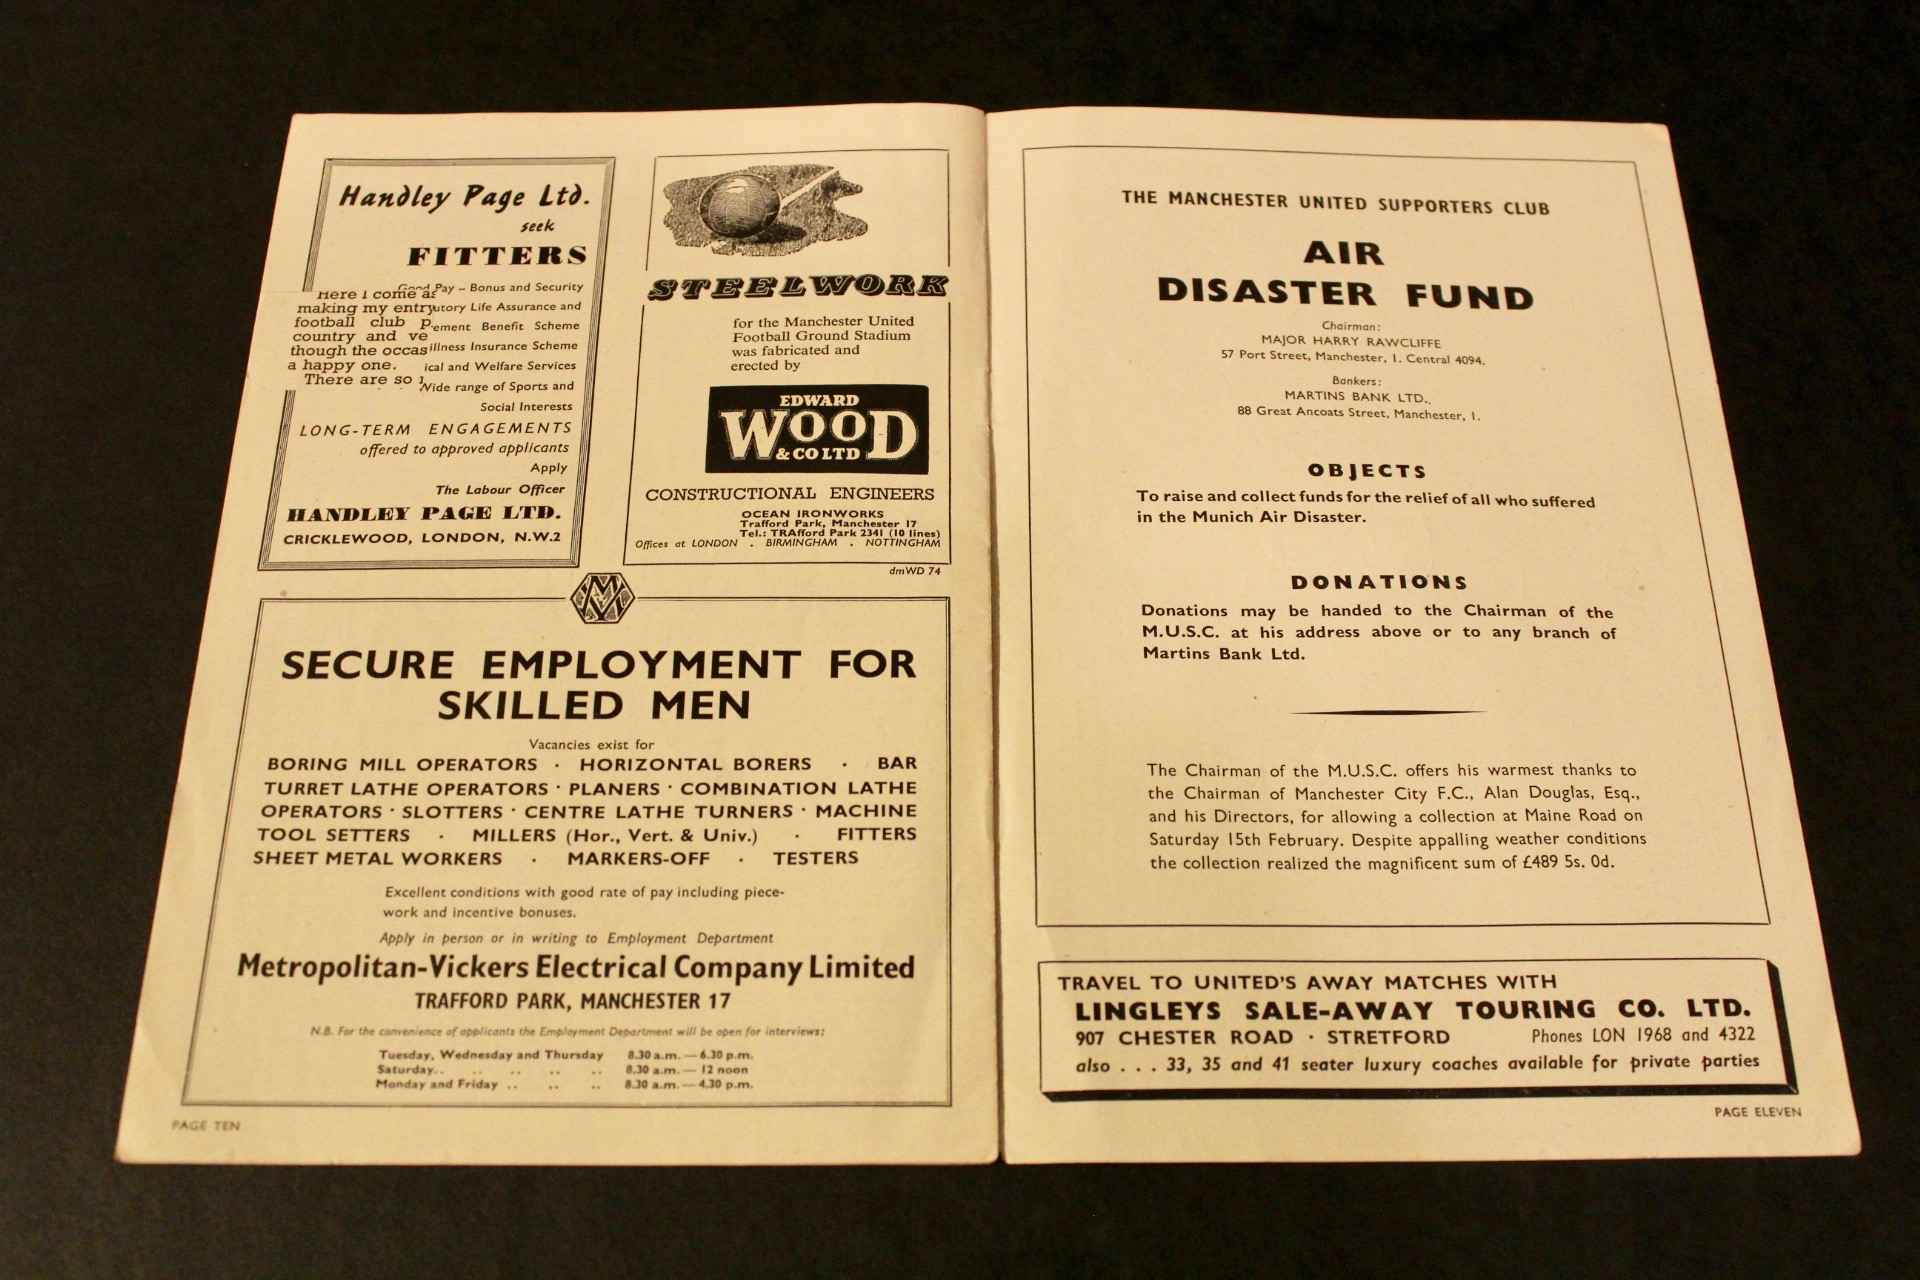 Handley Page Ltd.
seek
FITTERS
Good Pay – Bonus and Security
Here I come as
making my entry
utory Life Assurance and
football club p
ement Benefit Scheme
country and ve
illness Insurance Scheme
though the occas
ical and Welfare Services
a happy one.
Wide range of Sports and
There are so
Social Interests
LONG-TERM ENGAGEMENTS
offered to approved applicants
Apply
The Labour Officer
HANDLEY PAGE LTD.
CRICKLEWOOD, LONDON, N.W.2
STEELWORK
for the Manchester United
Football Ground Stadium
was fabricated and
erected by
EDWARD
WOOD
& CO LTD
CONSTRUCTIONAL ENGINEERS
OCEAN IRONWORKS
Trafford Park, Manchester 17
Tel.: TRAfford Park 2341 (10 lines)
Offices at LONDON . BIRMINGHAM . NOTTINGHAM
dmWD 74
MV
SECURE EMPLOYMENT FOR
SKILLED MEN
Vacancies exist for
BORING MILL OPERATORS · HORIZONTAL BORERS · BAR
TURRET LATHE OPERATORS · PLANERS · COMBINATION LATHE
OPERATORS · SLOTTERS · CENTRE LATHE TURNERS · MACHINE
TOOL SETTERS · MILLERS (Hor., Vert. & Univ.) · FITTERS
SHEET METAL WORKERS · MARKERS-OFF · TESTERS
Excellent conditions with good rate of pay including piece-
work and incentive bonuses.
Apply in person or in writing to Employment Department
Metropolitan-Vickers Electrical Company Limited
TRAFFORD PARK, MANCHESTER 17
N.B. For the convenience of applicants the Employment Department will be open for interviews:
Tuesday, Wednesday and Thursday 8.30 a.m. — 6.30 p.m.
Saturday.. .. .. .. .. 8.30 a.m. — 12 noon
Monday and Friday .. .. .. 8.30 a.m. — 4.30 p.m.
PAGE TEN
THE MANCHESTER UNITED SUPPORTERS CLUB
AIR
DISASTER FUND
Chairman:
MAJOR HARRY RAWCLIFFE
57 Port Street, Manchester, 1. Central 4094.
Bankers:
MARTINS BANK LTD.,
88 Great Ancoats Street, Manchester, 1.
OBJECTS
To raise and collect funds for the relief of all who suffered
in the Munich Air Disaster.
DONATIONS
Donations may be handed to the Chairman of the
M.U.S.C. at his address above or to any branch of
Martins Bank Ltd.
The Chairman of the M.U.S.C. offers his warmest thanks to
the Chairman of Manchester City F.C., Alan Douglas, Esq.,
and his Directors, for allowing a collection at Maine Road on
Saturday 15th February. Despite appalling weather conditions
the collection realized the magnificent sum of £489 5s. 0d.
TRAVEL TO UNITED'S AWAY MATCHES WITH
LINGLEYS SALE-AWAY TOURING CO. LTD.
907 CHESTER ROAD · STRETFORD Phones LON 1968 and 4322
also . . . 33, 35 and 41 seater luxury coaches available for private parties
PAGE ELEVEN